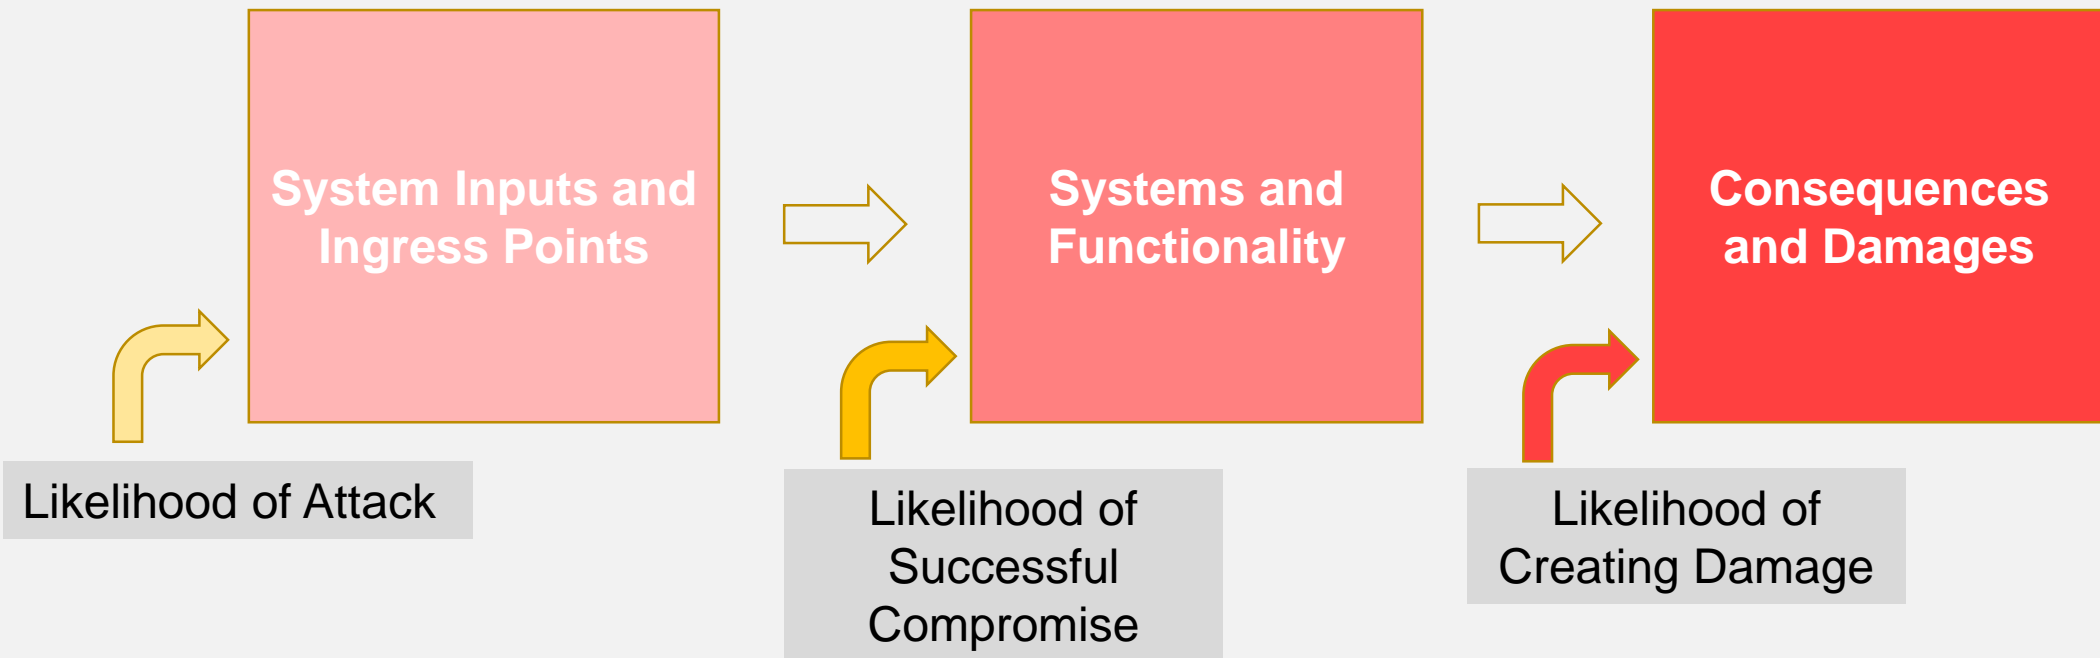 System Inputs and
Ingress Points
Systems and
Functionality
Consequences
and Damages
Likelihood of Attack
Likelihood of
Successful
Compromise
Likelihood of
Creating Damage